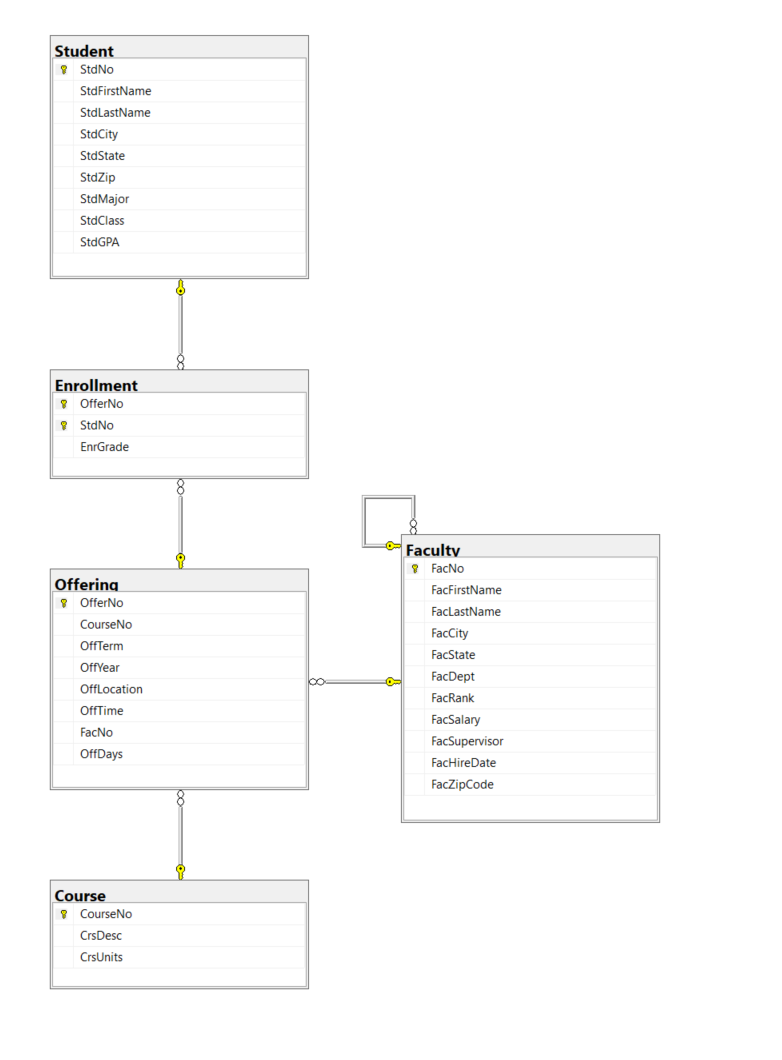 Student
StdNo
StdFirstName
StdLastName
StdCity
StdState
StdZip
StdMajor
StdClass
StdGPA
Enrollment
OfferNo
StdNo
EnrGrade
Offering
OfferNo
CourseNo
OffTerm
OffYear
OffLocation
OffTime
FacNo
OffDays
Faculty
FacNo
FacFirstName
FacLastName
FacCity
FacState
FacDept
FacRank
FacSalary
FacSupervisor
FacHireDate
FacZipCode
Course
CourseNo
CrsDesc
CrsUnits